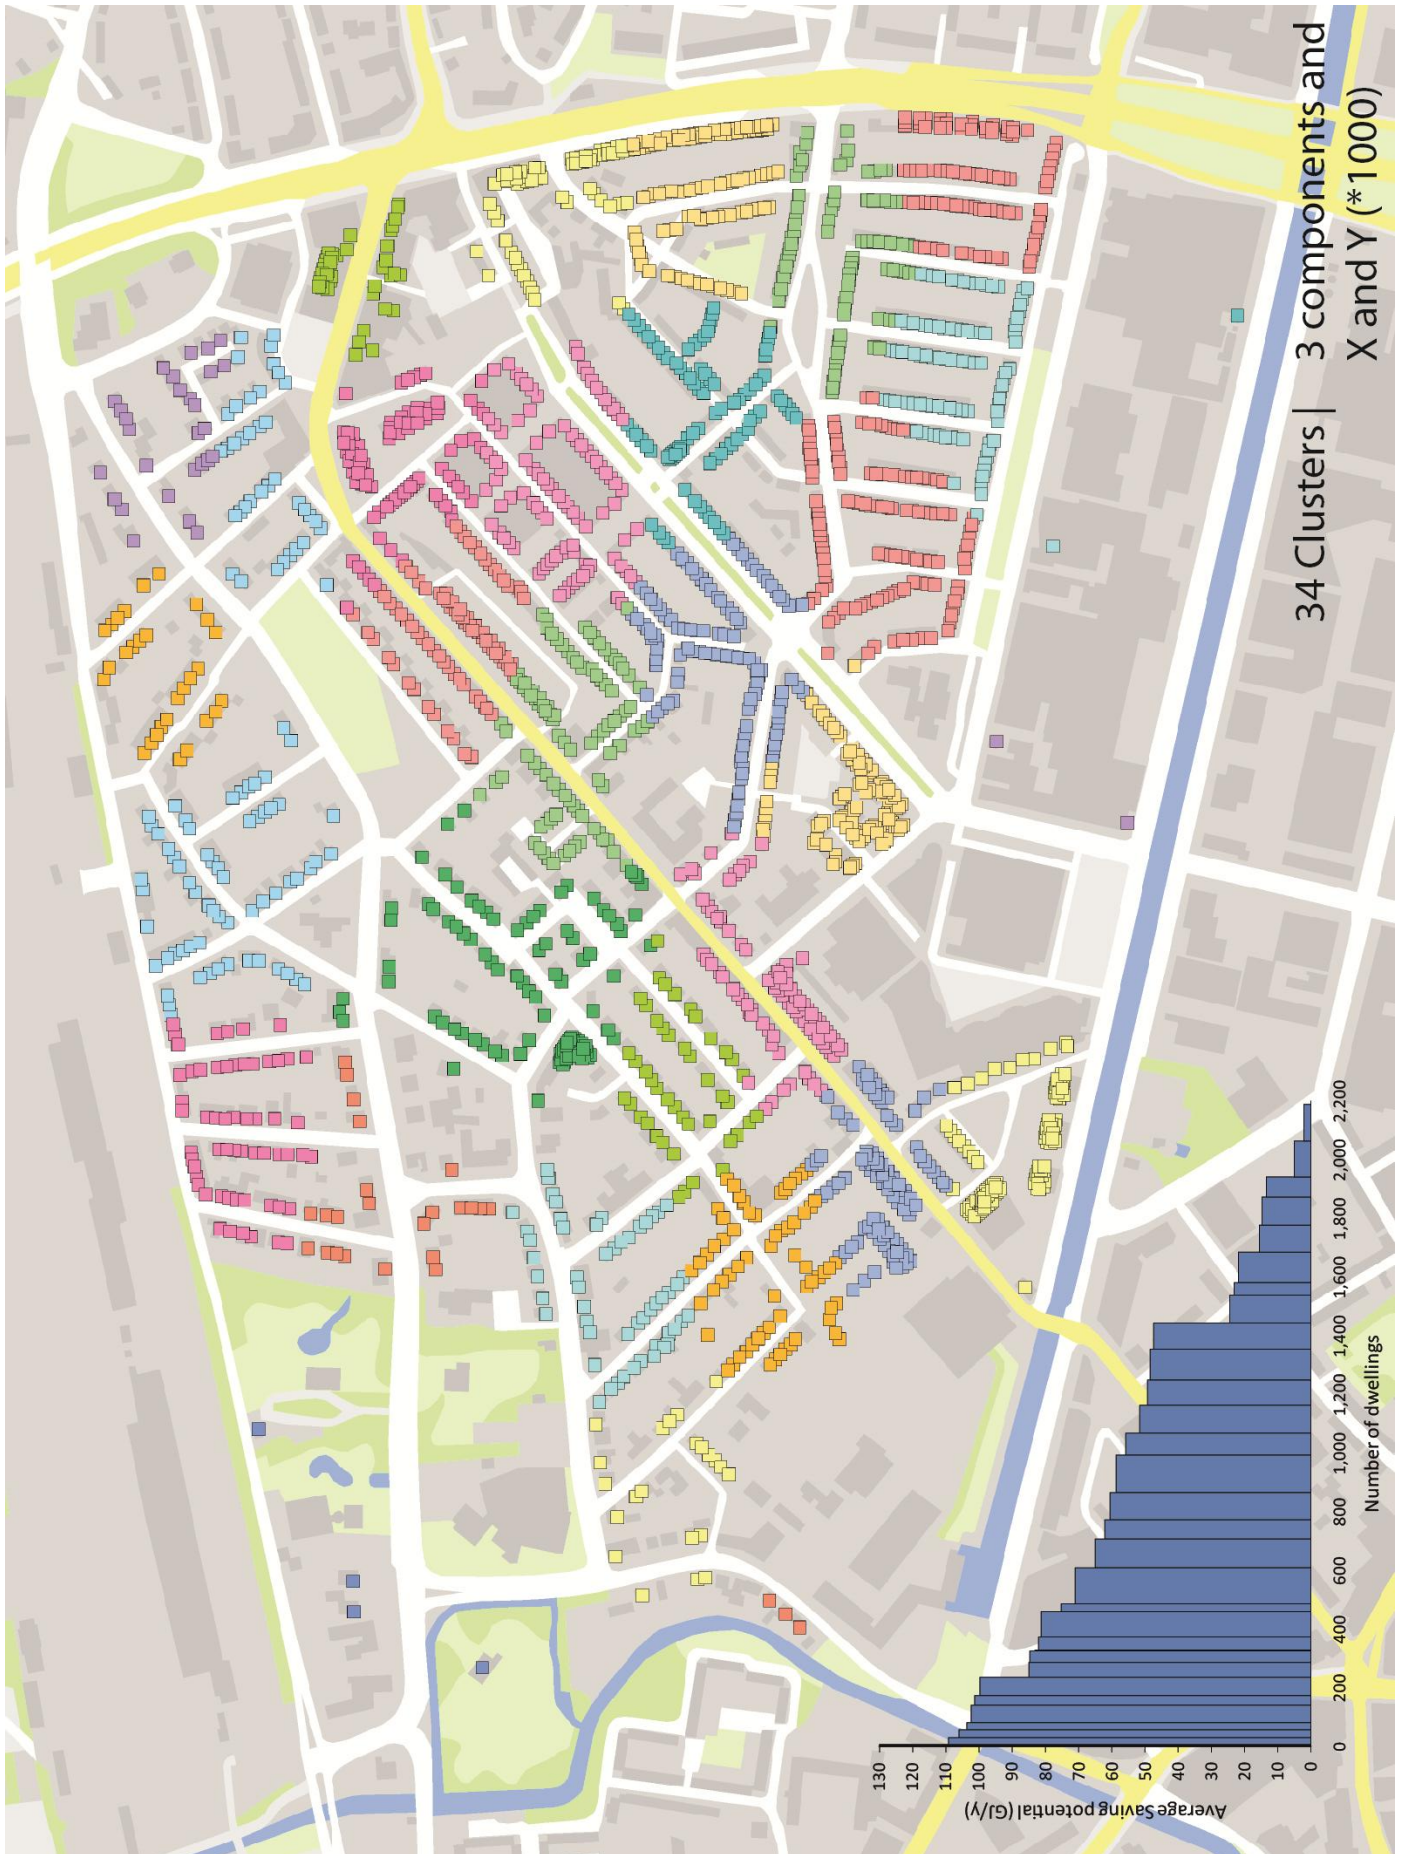 34 Clusters | 3 components and
X and Y (*1000)
Average Saving potential (GJ/y)
130
120
110
100
90
80
70
60
50
40
30
20
10
0
0 200 400 600 800 1,000 1,200 1,400 1,600 1,800 2,000 2,200
Number of dwellings